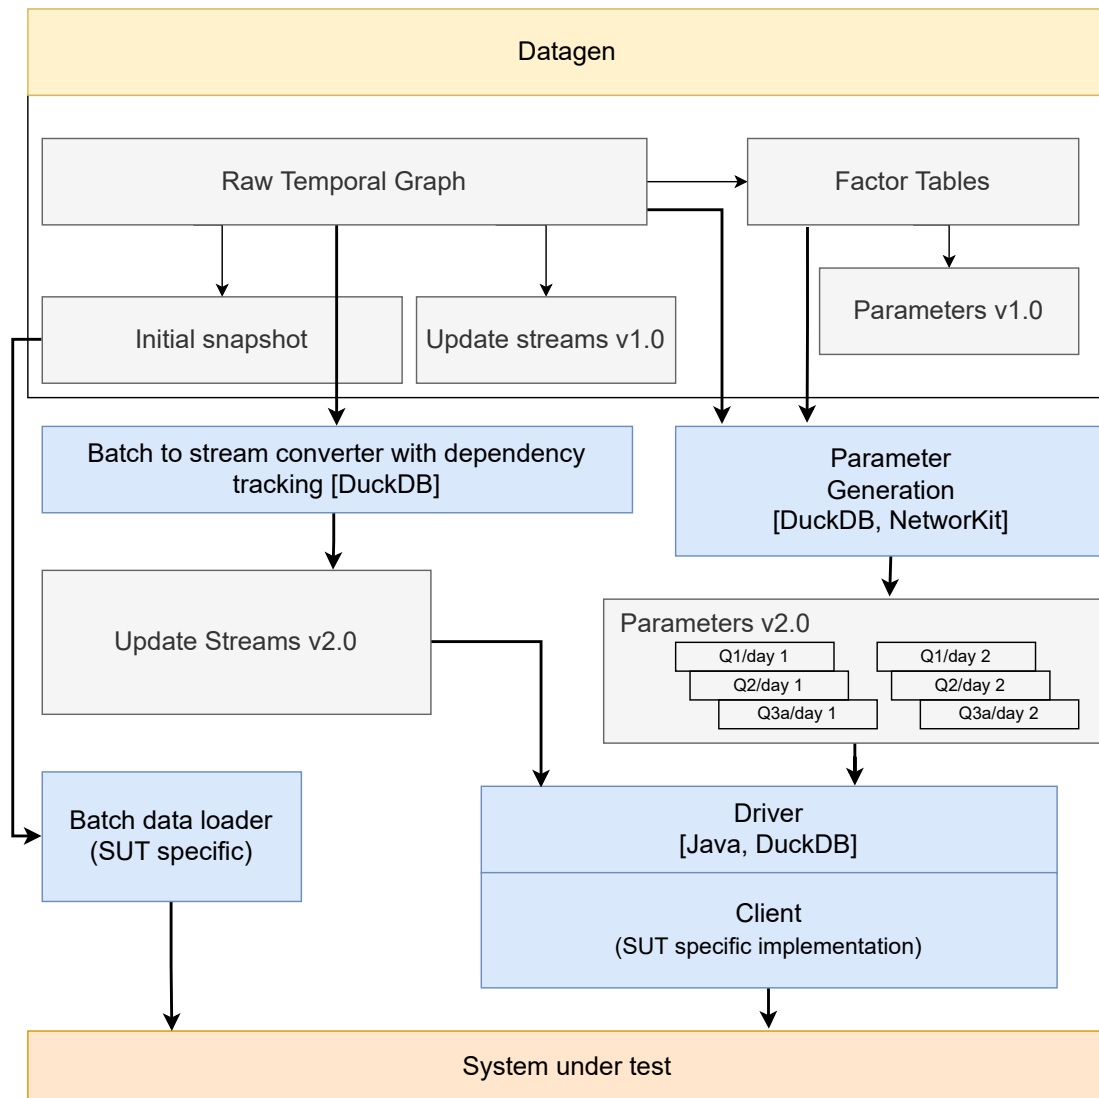 Datagen
Raw Temporal Graph
Factor Tables
Initial snapshot
Update streams v1.0
Parameters v1.0
Batch to stream converter with dependency
tracking [DuckDB]
Parameter
Generation
[DuckDB, NetworKit]
Update Streams v2.0
Parameters v2.0
Q1/day 1
Q2/day 1
Q3a/day 1
Q1/day 2
Q2/day 2
Q3a/day 2
Batch data loader
(SUT specific)
Driver
[Java, DuckDB]
Client
(SUT specific implementation)
System under test